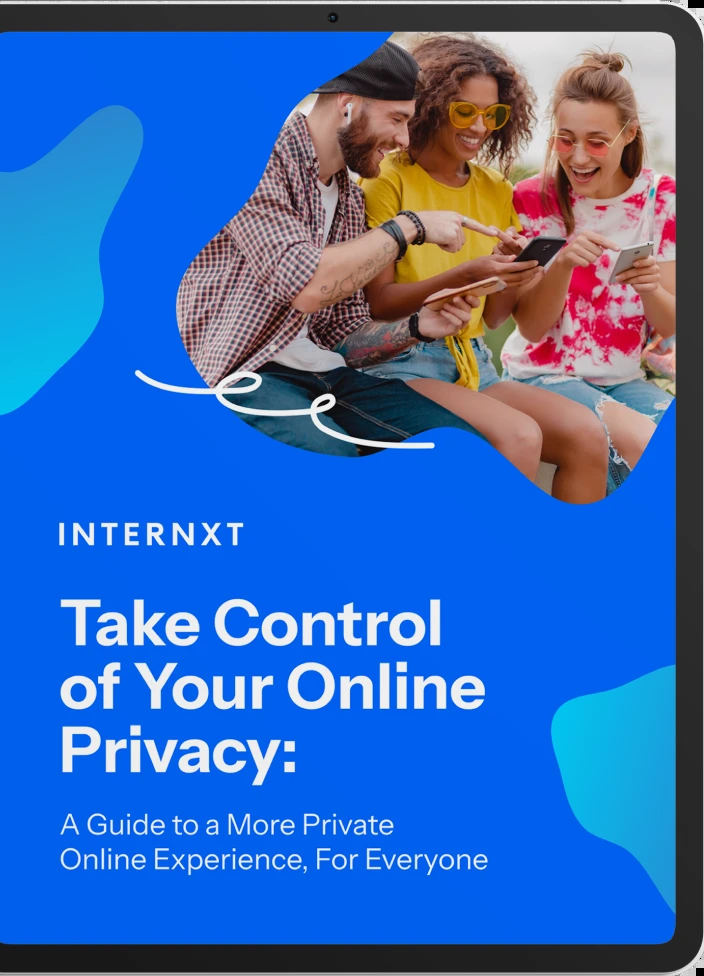 INTERNXT
Take Control
of Your Online
Privacy:
A Guide to a More Private
Online Experience, For Everyone